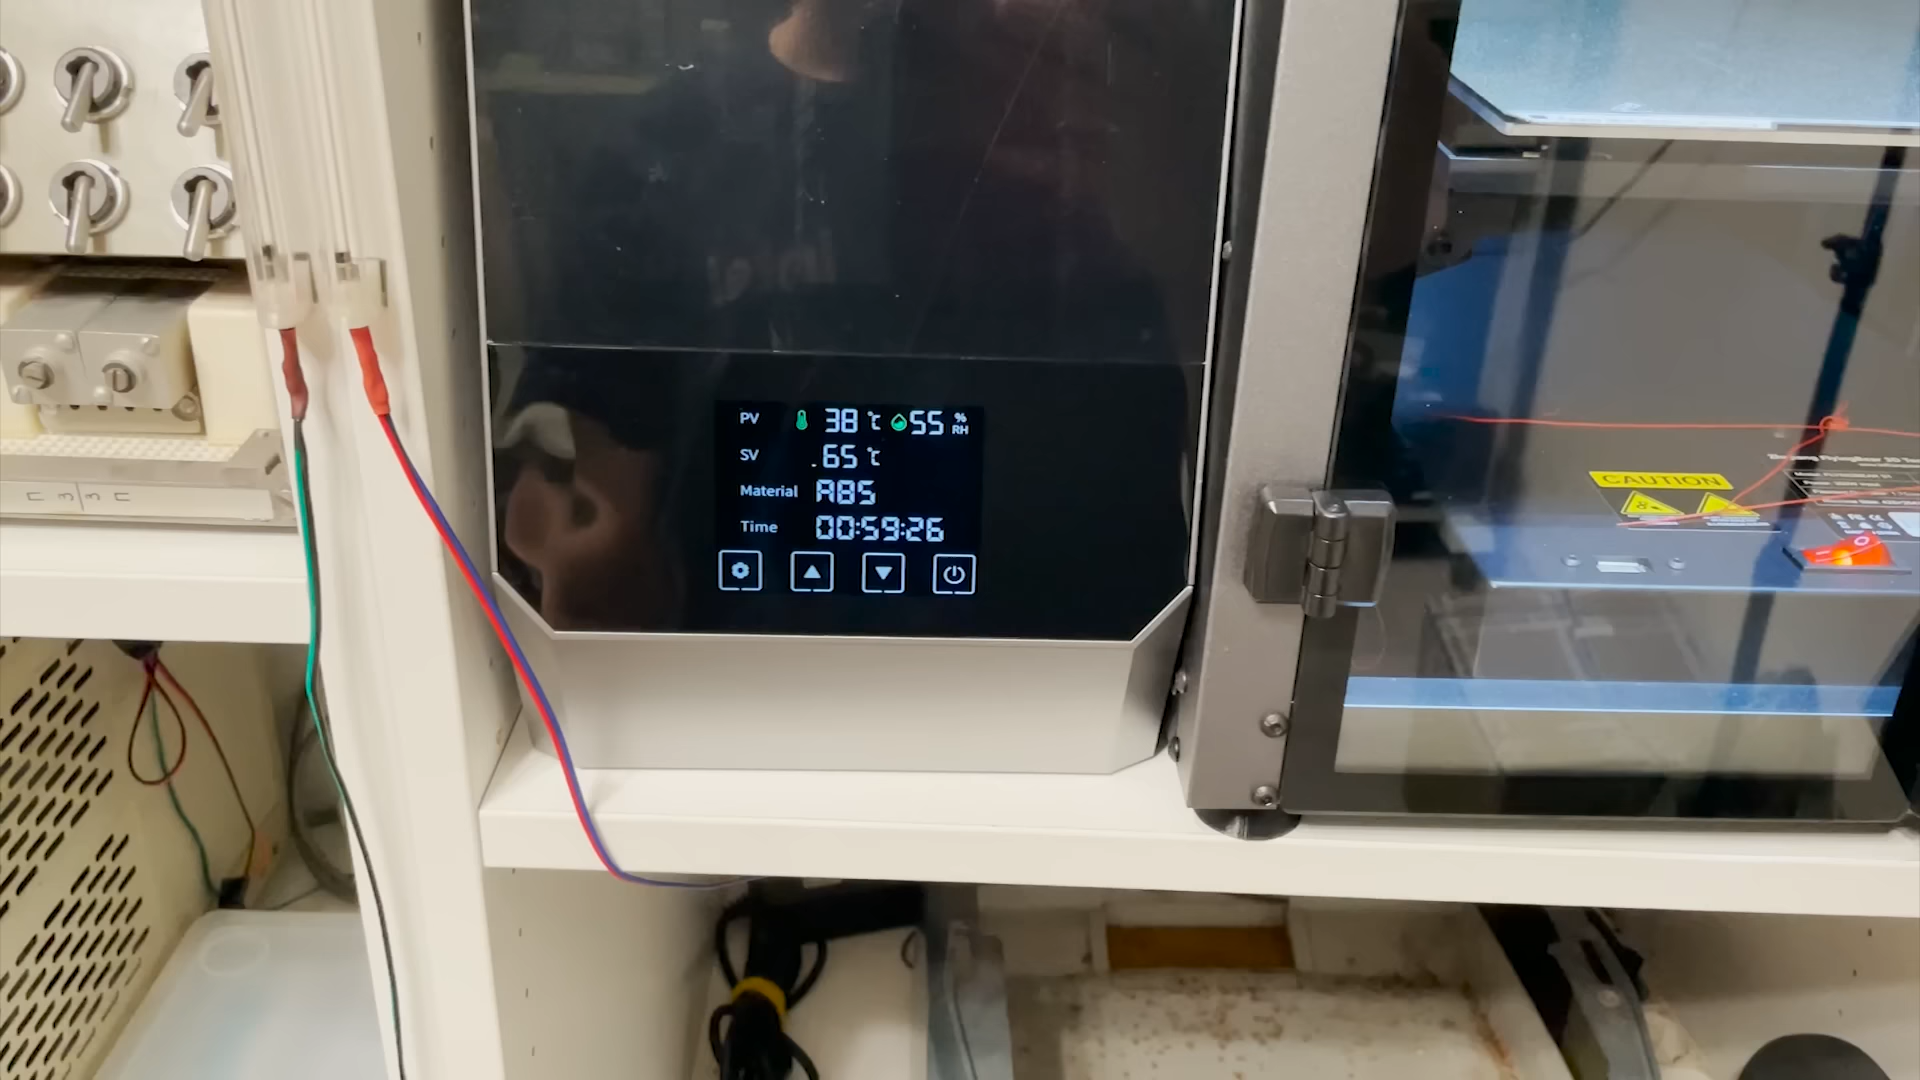 PV 38 ℃ 55 % RH
SV .65 ℃
Material ABS
Time 00:59:26
CAUTION